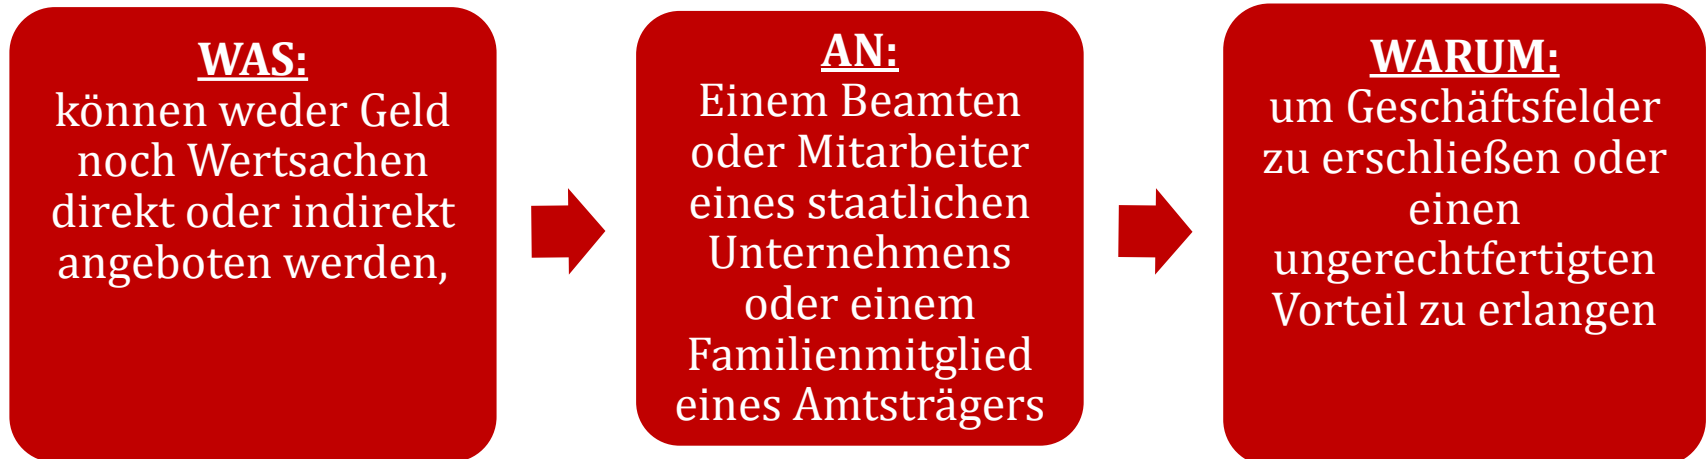 WAS:
können weder Geld
noch Wertsachen
direkt oder indirekt
angeboten werden,
AN:
Einem Beamten
oder Mitarbeiter
eines staatlichen
Unternehmens
oder einem
Familienmitglied
eines Amtsträgers
WARUM:
um Geschäftsfelder
zu erschließen oder
einen
ungerechtfertigten
Vorteil zu erlangen